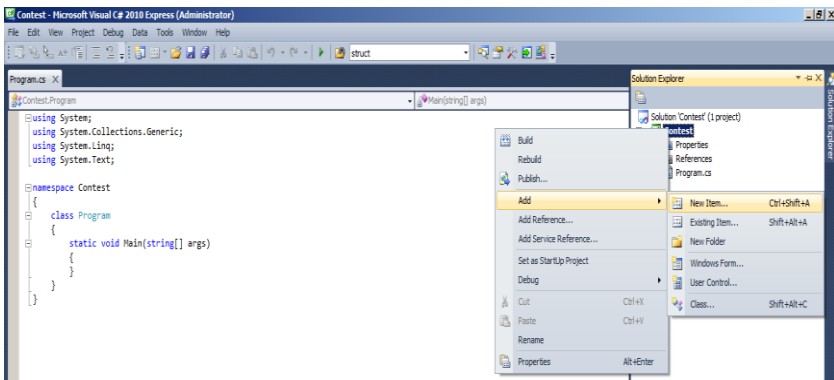 Contest - Microsoft Visual C# 2010 Express (Administrator)
File Edit View Project Debug Data Tools Window Help
struct
Program.cs X
Solution Explorer
Contest.Program
Main(string[] args)
using System;
using System.Collections.Generic;
using System.Linq;
using System.Text;
namespace Contest
{
class Program
{
static void Main(string[] args)
{
}
}
}
Solution 'Contest' (1 project)
Contest
Properties
References
Program.cs
Solution Explorer
Build
Rebuild
Publish...
Add
Add Reference...
Add Service Reference...
Set as StartUp Project
Debug
Cut Ctrl+X
Paste Ctrl+V
Rename
Properties Alt+Enter
New Item... Ctrl+Shift+A
Existing Item... Shift+Alt+A
New Folder
Windows Form...
User Control...
Class... Shift+Alt+C